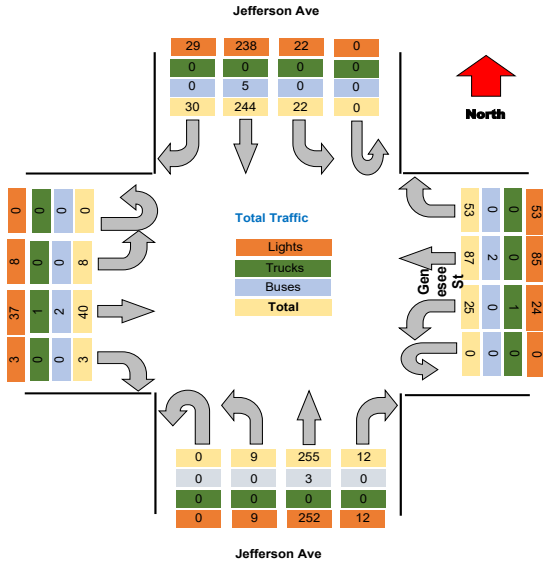 Jefferson Ave
29 238 22 0
0 0 0 0
0 5 0 0
30 244 22 0
North
0 0 0 0
8 0 0 8
37 1 2 40
3 0 0 3
Total Traffic
Lights
Trucks
Buses
Total
Gen
esee
St
53 0 0 53
87 2 0 85
25 0 1 24
0 0 0 0
0 9 255 12
0 0 3 0
0 0 0 0
0 9 252 12
Jefferson Ave